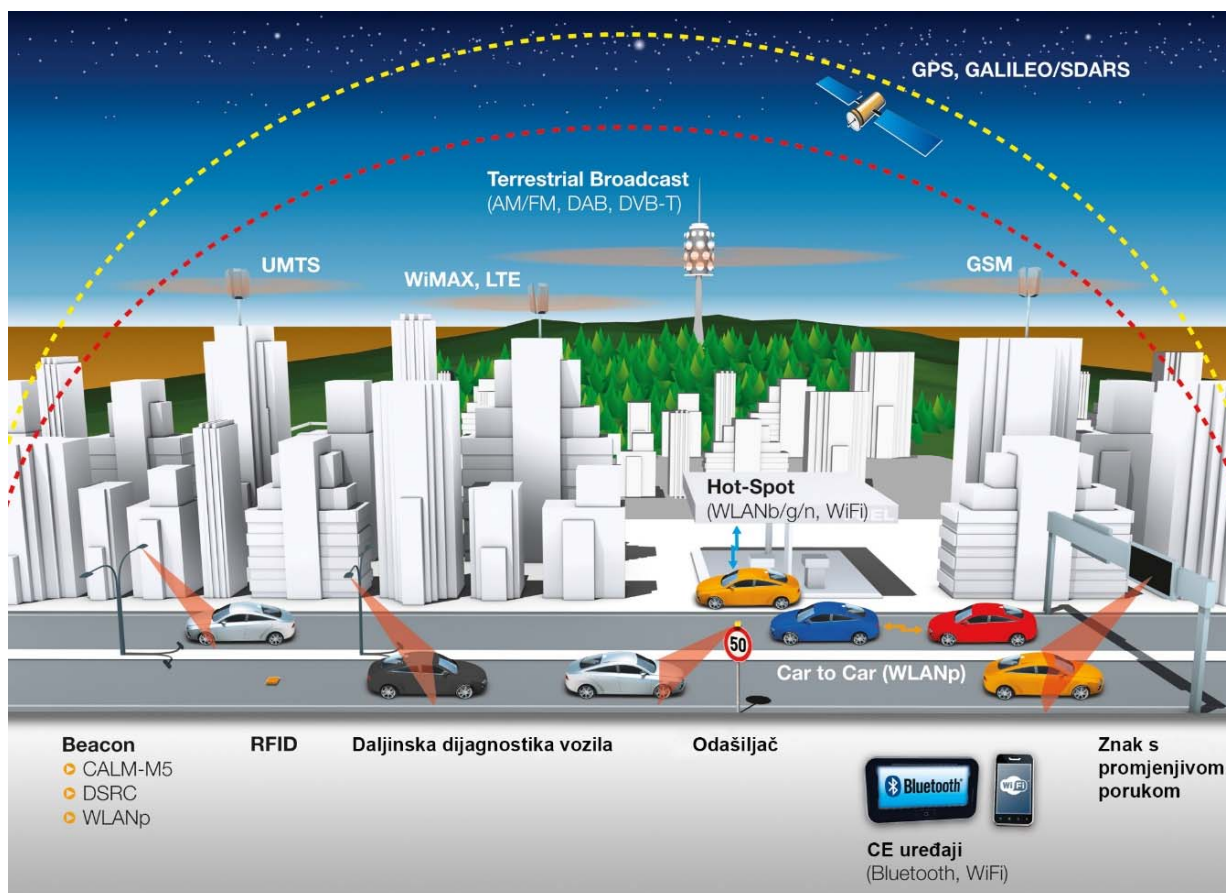 GPS, GALILEO/SDARS
Terrestrial Broadcast
(AM/FM, DAB, DVB-T)
UMTS
WiMAX, LTE
GSM
Hot-Spot
(WLANb/g/n, WiFi)
EL
50
Car to Car (WLANp)
Beacon
CALM-M5
DSRC
WLANp
RFID
Daljinska dijagnostika vozila
Odašiljač
Bluetooth
WiFi
CE uređaji
(Bluetooth, WiFi)
Znak s
promjenjivom
porukom